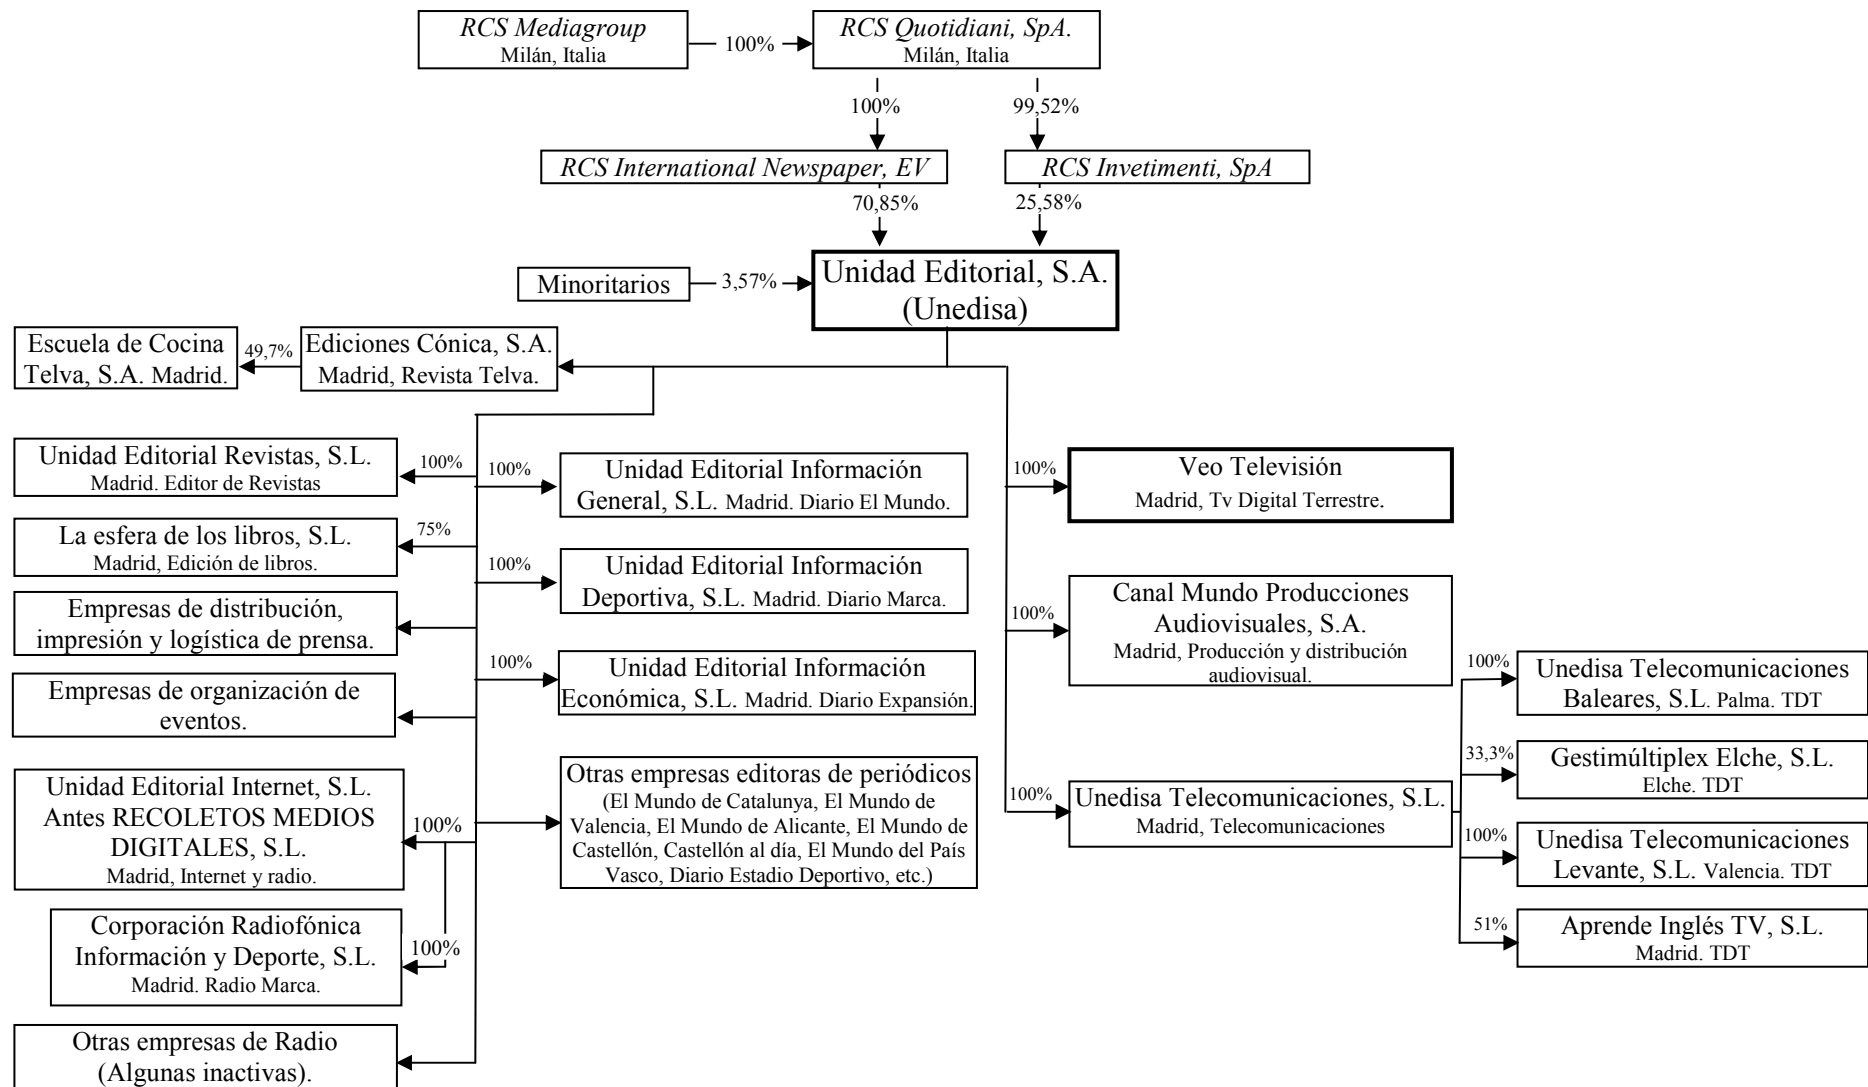 RCS Mediagroup
Milán, Italia
100%
RCS Quotidiani, SpA.
Milán, Italia
100%
99,52%
RCS International Newspaper, EV
RCS Invetimenti, SpA
70,85%
25,58%
Minoritarios
3,57%
Unidad Editorial, S.A.
(Unedisa)
Escuela de Cocina
Telva, S.A. Madrid.
49,7%
Ediciones Cónica, S.A.
Madrid, Revista Telva.
Unidad Editorial Revistas, S.L.
Madrid. Editor de Revistas
100%
La esfera de los libros, S.L.
Madrid, Edición de libros.
75%
Empresas de distribución,
impresión y logística de prensa.
Empresas de organización de
eventos.
Unidad Editorial Internet, S.L.
Antes RECOLETOS MEDIOS
DIGITALES, S.L.
Madrid, Internet y radio.
100%
Corporación Radiofónica
Información y Deporte, S.L.
Madrid. Radio Marca.
100%
Otras empresas de Radio
(Algunas inactivas).
100%
Unidad Editorial Información
General, S.L. Madrid. Diario El Mundo.
100%
Unidad Editorial Información
Deportiva, S.L. Madrid. Diario Marca.
100%
Unidad Editorial Información
Económica, S.L. Madrid. Diario Expansión.
Otras empresas editoras de periódicos
(El Mundo de Catalunya, El Mundo de
Valencia, El Mundo de Alicante, El Mundo de
Castellón, Castellón al día, El Mundo del País
Vasco, Diario Estadio Deportivo, etc.)
100%
Veo Televisión
Madrid, Tv Digital Terrestre.
100%
Canal Mundo Producciones
Audiovisuales, S.A.
Madrid, Producción y distribución
audiovisual.
100%
Unedisa Telecomunicaciones, S.L.
Madrid, Telecomunicaciones
100%
Unedisa Telecomunicaciones
Baleares, S.L. Palma. TDT
33,3%
Gestimúltiplex Elche, S.L.
Elche. TDT
100%
Unedisa Telecomunicaciones
Levante, S.L. Valencia. TDT
51%
Aprende Inglés TV, S.L.
Madrid. TDT